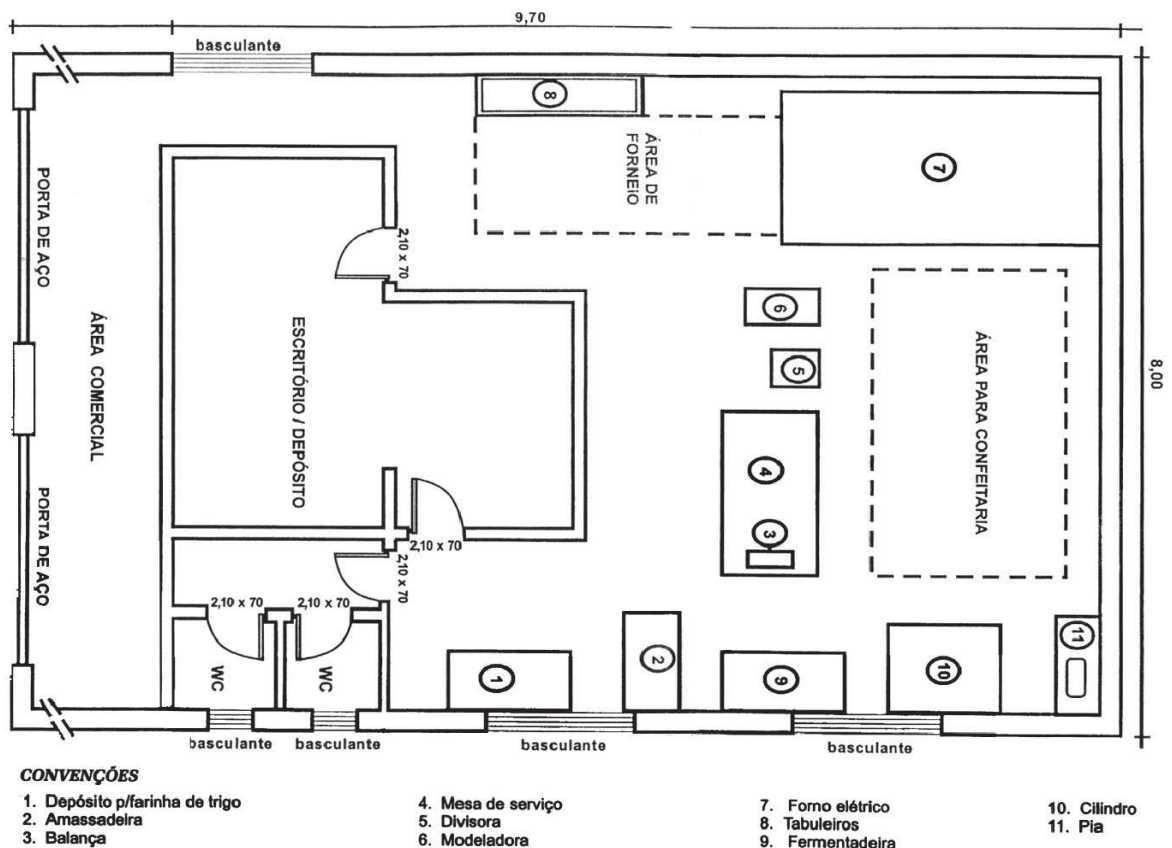 9,70
basculante
8
ÁREA DE
FORNEIO
7
PORTA DE AÇO
2,10 x 70
6
ÁREA COMERCIAL
ESCRITÓRIO / DEPÓSITO
5
ÁREA PARA CONFEITARIA
8,00
4
3
PORTA DE AÇO
2,10 x 70
2,10 x 70
2,10 x 70
2,10 x 70
WC
WC
1
2
9
10
11
basculante
basculante
basculante
basculante
CONVENÇÕES
1. Depósito p/farinha de trigo
2. Amassadeira
3. Balança
4. Mesa de serviço
5. Divisora
6. Modeladora
7. Forno elétrico
8. Tabuleiros
9. Fermentadeira
10. Cilindro
11. Pia